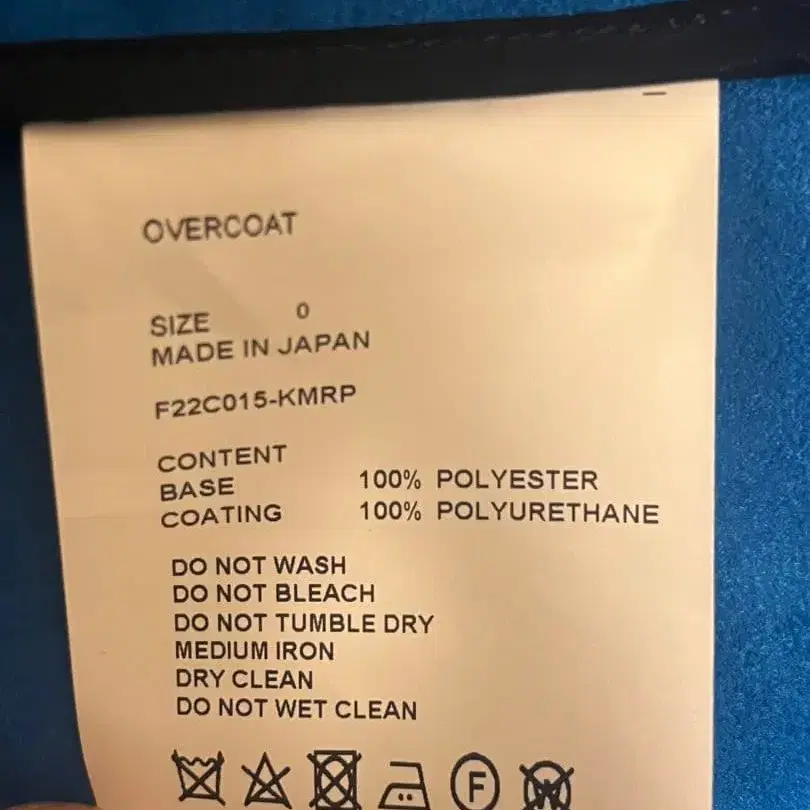 OVERCOAT
SIZE 0
MADE IN JAPAN
F22C015-KMRP
CONTENT
BASE 100% POLYESTER
COATING 100% POLYURETHANE
DO NOT WASH
DO NOT BLEACH
DO NOT TUMBLE DRY
MEDIUM IRON
DRY CLEAN
DO NOT WET CLEAN
F W